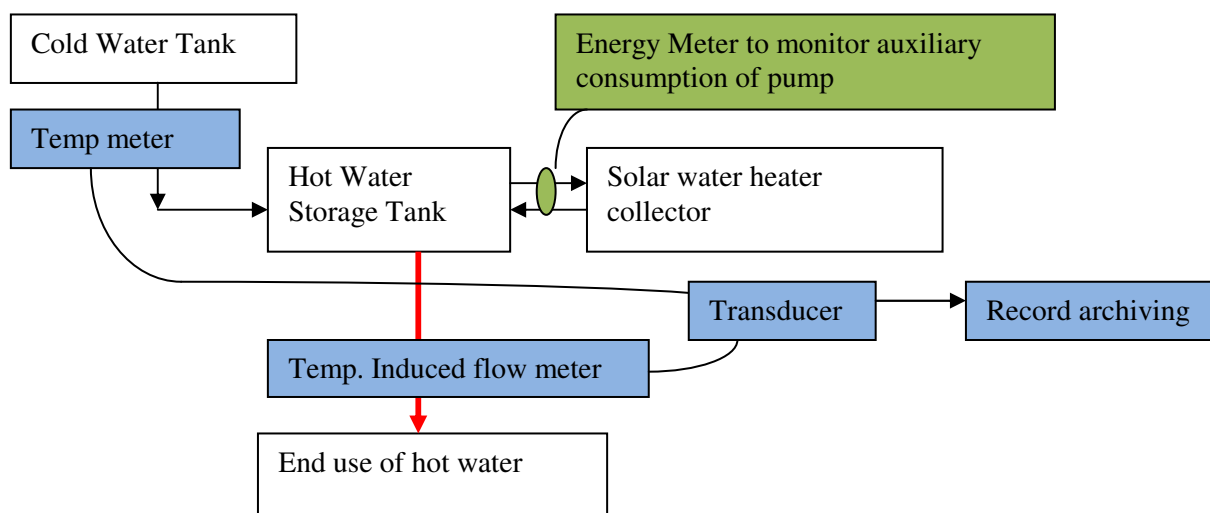 Cold Water Tank
Energy Meter to monitor auxiliary
consumption of pump
Temp meter
Hot Water
Storage Tank
Solar water heater
collector
Transducer
Record archiving
Temp. Induced flow meter
End use of hot water